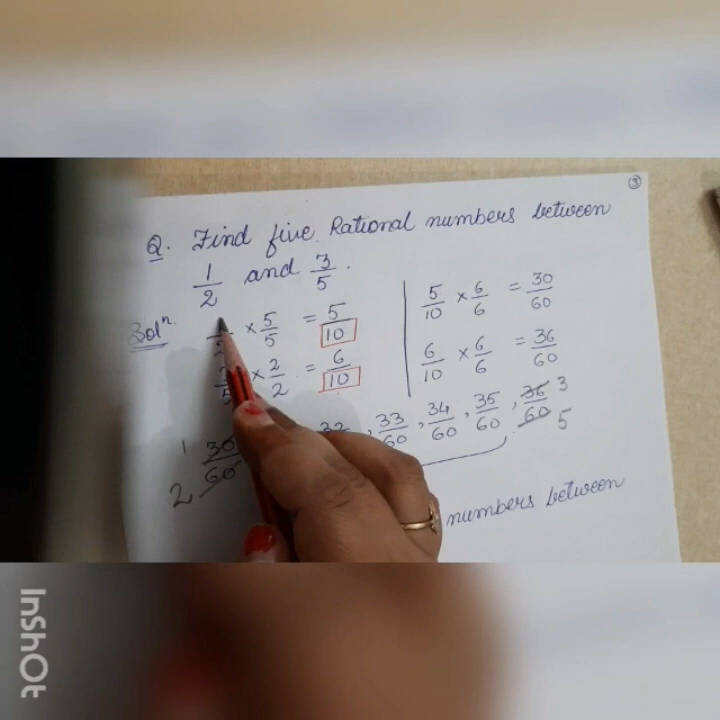 ③
Q. Find five Rational numbers between
1/2 and 3/5.
Solⁿ. × 5/5 = 5/10
× 2/2 = 6/10
5/10 × 6/6 = 30/60
6/10 × 6/6 = 36/60
1 30/60 2 , 33/60, 34/60, 35/60, 36/60 3 5
numbers between
InShOt